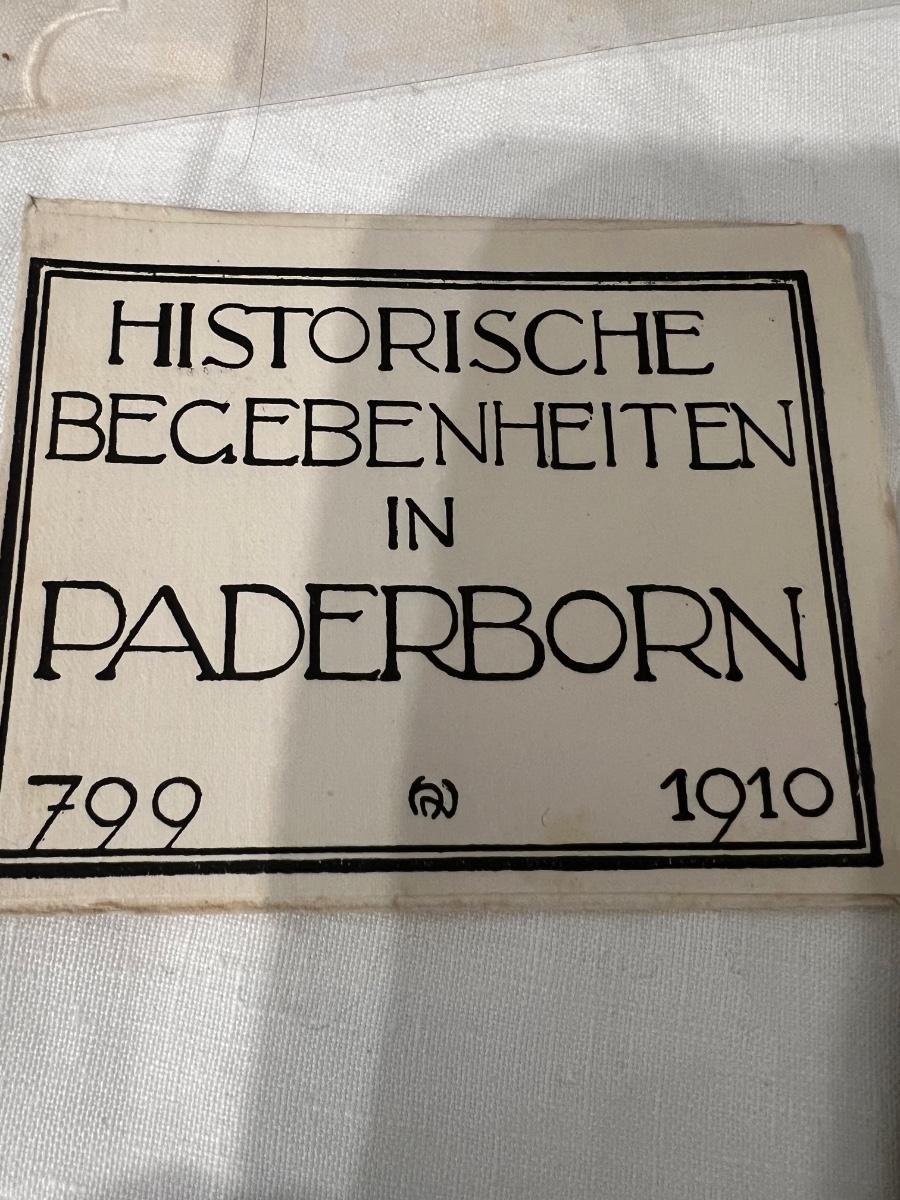 HISTORISCHE
BEGEBENHEITEN
IN
PADERBORN
799 1910